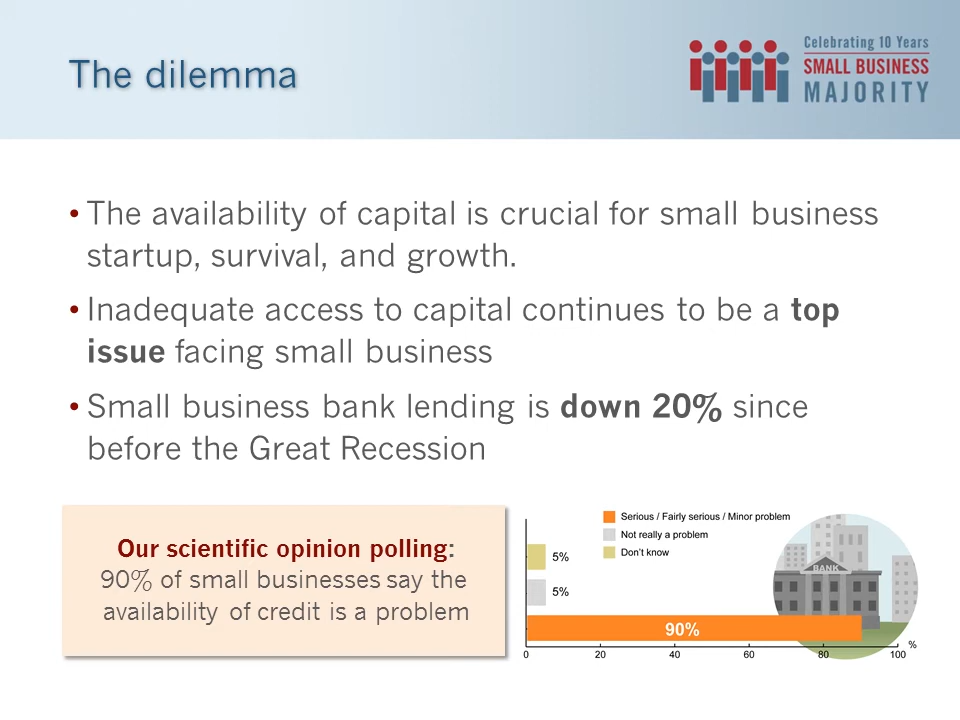 The dilemma
Celebrating 10 Years
SMALL BUSINESS
MAJORITY
• The availability of capital is crucial for small business
startup, survival, and growth.
• Inadequate access to capital continues to be a top
issue facing small business
• Small business bank lending is down 20% since
before the Great Recession
Our scientific opinion polling:
90% of small businesses say the
availability of credit is a problem
Serious / Fairly serious / Minor problem
Not really a problem
Don't know
5%
5%
90%
BANK
%
0 20 40 60 80 100